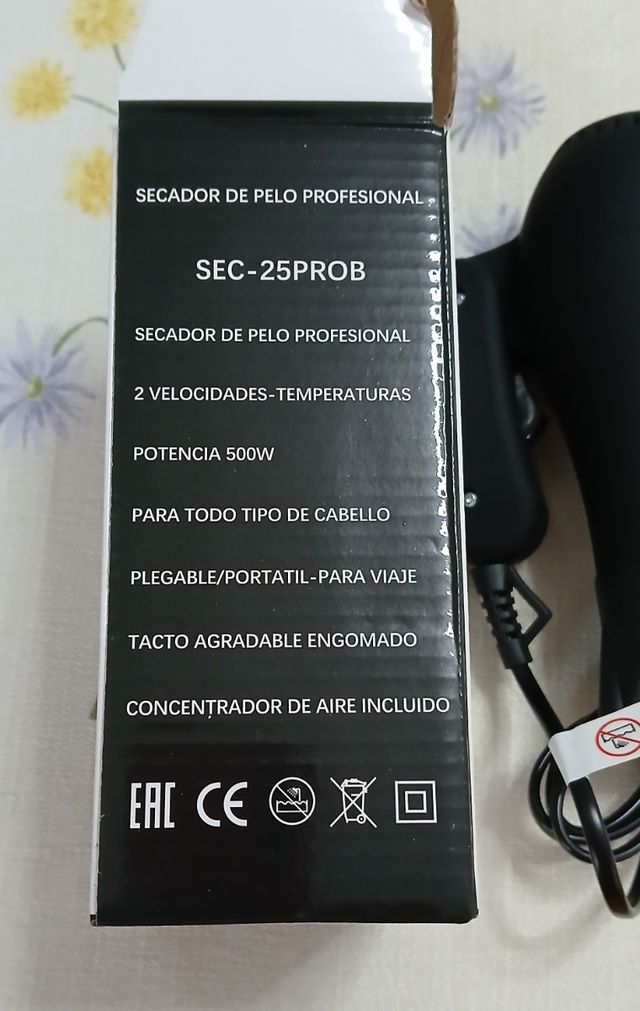 SECADOR DE PELO PROFESIONAL
SEC-25PROB
SECADOR DE PELO PROFESIONAL
2 VELOCIDADES-TEMPERATURAS
POTENCIA 500W
PARA TODO TIPO DE CABELLO
PLEGABLE/PORTATIL-PARA VIAJE
TACTO AGRADABLE ENGOMADO
CONCENTRADOR DE AIRE INCLUIDO
EAC CE